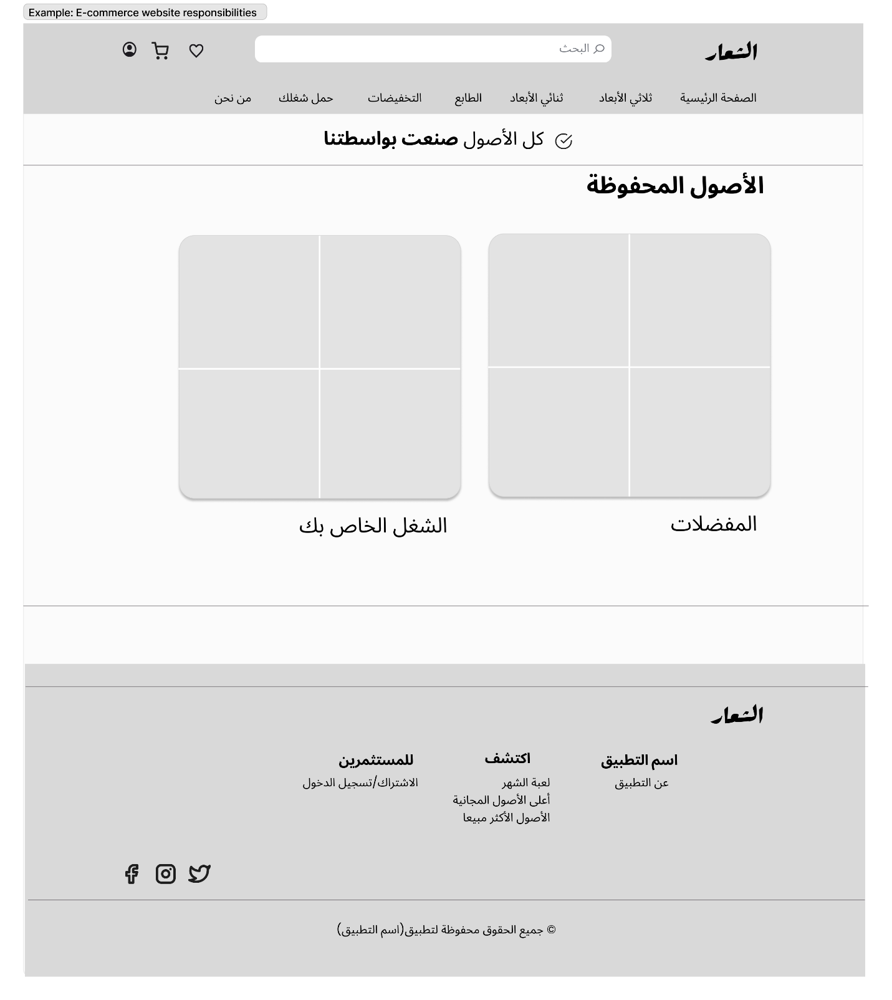 Example: E-commerce website responsibilities
الشعار
البحث
الصفحة الرئيسية
ثلاثي الأبعاد
ثنائي الأبعاد
الطابع
التخفيضات
حمل شغلك
من نحن
كل الأصول صنعت بواسطتنا
الأصول المحفوظة
المفضلات
الشغل الخاص بك
الشعار
اسم التطبيق
عن التطبيق
اكتشف
لعبة الشهر
أعلى الأصول المجانية
الأصول الأكثر مبيعا
للمستثمرين
الاشتراك/تسجيل الدخول
© جميع الحقوق محفوظة لتطبيق(اسم التطبيق)